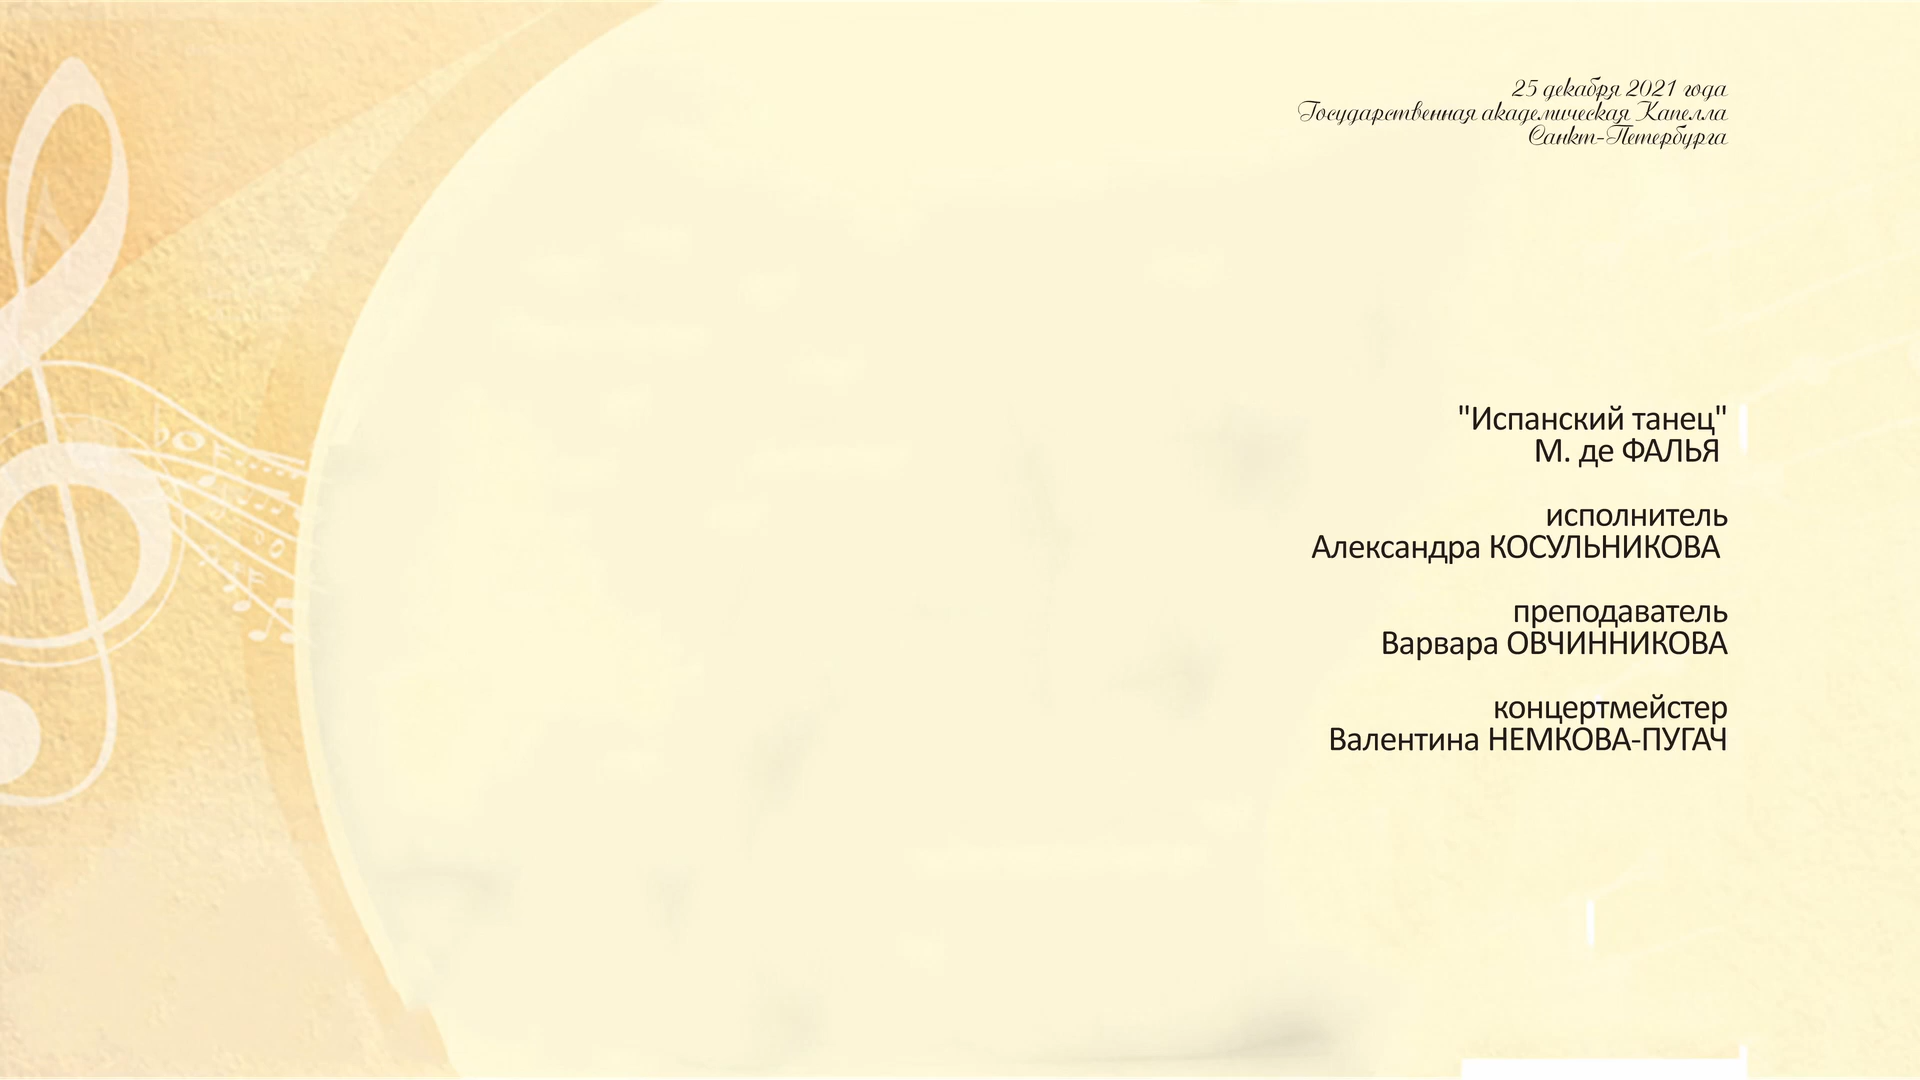 25 декабря 2021 года
Государственная академическая Капелла
Санкт-Петербурга
"Испанский танец"
М. де ФАЛЬЯ
исполнитель
Александра КОСУЛЬНИКОВА
преподаватель
Варвара ОВЧИННИКОВА
концертмейстер
Валентина НЕМКОВА-ПУГАЧ